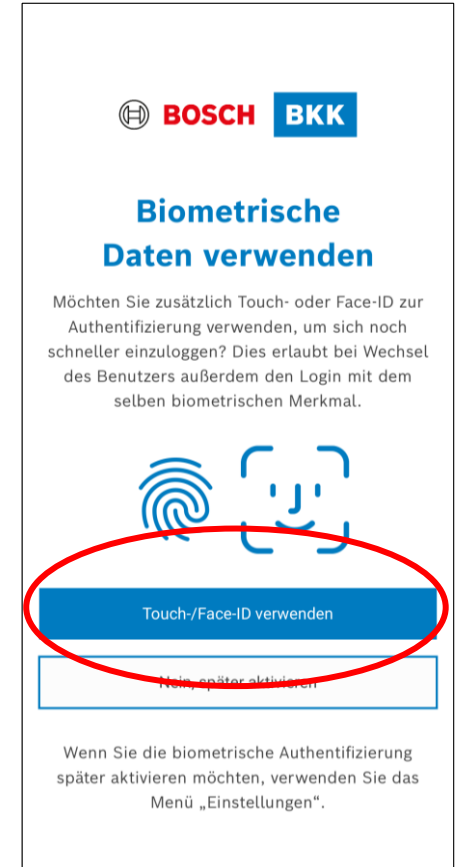 BOSCH BKK
Biometrische
Daten verwenden
Möchten Sie zusätzlich Touch- oder Face-ID zur
Authentifizierung verwenden, um sich noch
schneller einzuloggen? Dies erlaubt bei Wechsel
des Benutzers außerdem den Login mit dem
selben biometrischen Merkmal.
Touch-/Face-ID verwenden
Nein, später aktivieren
Wenn Sie die biometrische Authentifizierung
später aktivieren möchten, verwenden Sie das
Menü „Einstellungen“.